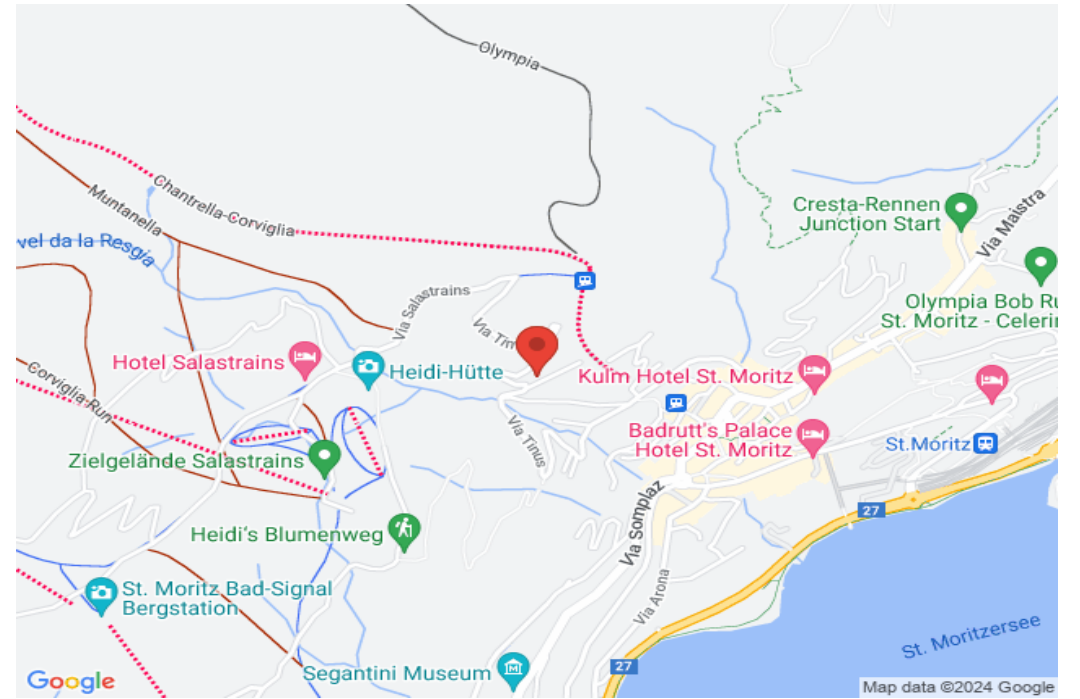 Olympia
Chantrella-Corviglia
Muntanella
vel da la Resgia
Via Salastrains
Cresta-Rennen
Junction Start
Via Maistra
Olympia Bob Ru
St. Moritz - Celerin
Hotel Salastrains
Heidi-Hütte
Kulm Hotel St. Moritz
Corviglia-Run
Badrutt's Palace
Hotel St. Moritz
Via Tinus
St.Moritz
Zielgelände Salastrains
27
Heidi's Blumenweg
Via Somplaz
St. Moritz Bad-Signal
Bergstation
Via Arona
St. Moritzersee
27
Segantini Museum
Google
Map data ©2024 Google